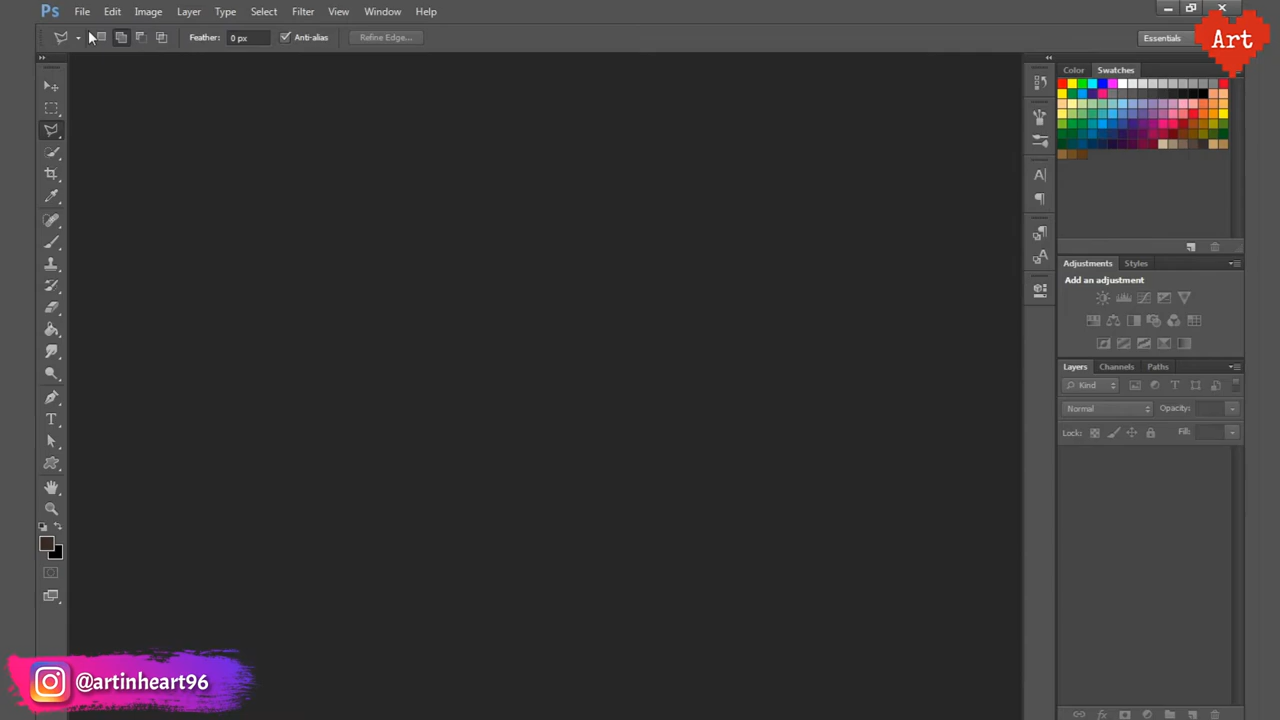 Ps File Edit Image Layer Type Select Filter View Window Help
Feather: 0 px Anti-alias Refine Edge... Essentials
Art
Color Swatches
Adjustments Styles
Add an adjustment
Layers Channels Paths
Kind
Normal Opacity:
Lock: Fill:
@artinheart96